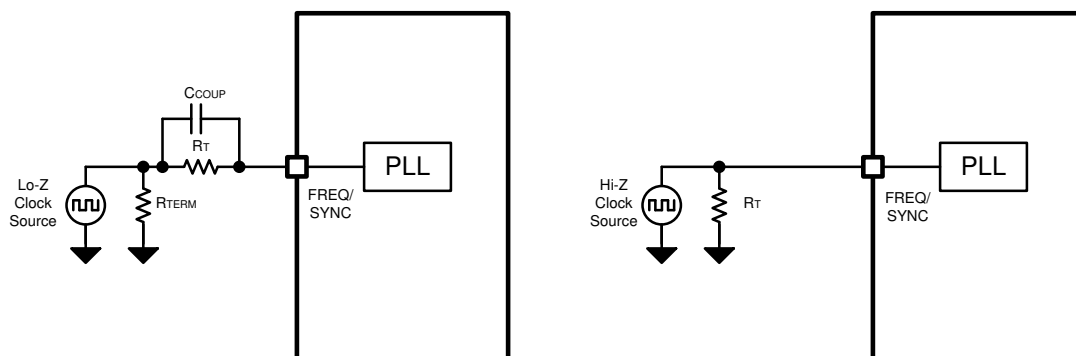 CCOUP
RT
Lo-Z
Clock
Source
RTERM
FREQ/
SYNC
PLL
Hi-Z
Clock
Source
RT
FREQ/
SYNC
PLL